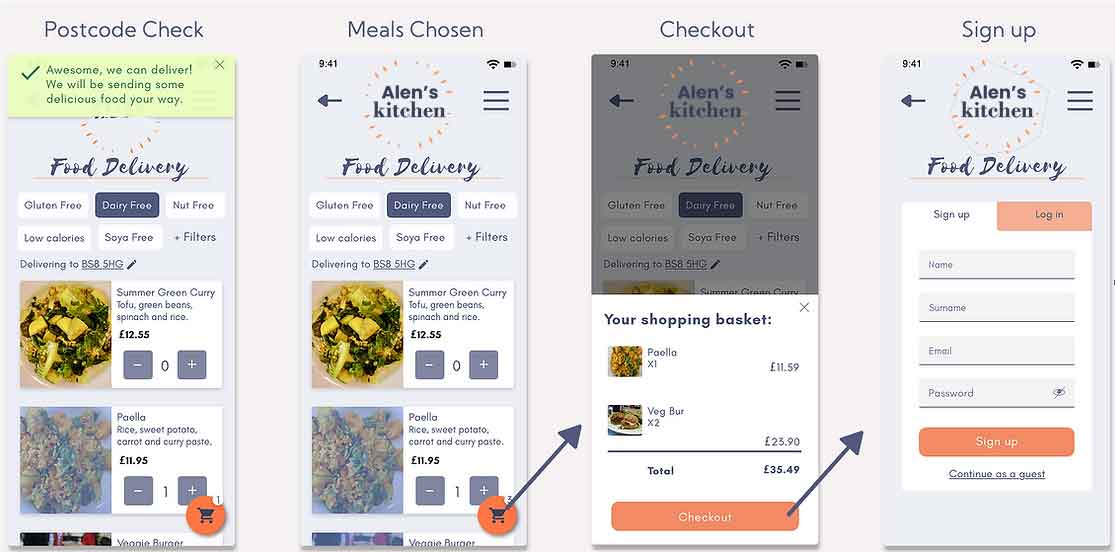 Postcode Check
Awesome, we can deliver!
We will be sending some
delicious food your way.
Food Delivery
Gluten Free
Dairy Free
Nut Free
Low calories
Soya Free
+ Filters
Delivering to BS8 5HG
Summer Green Curry
Tofu, green beans,
spinach and rice.
£12.55
− 0 +
Paella
Rice, sweet potato,
carrot and curry paste.
£11.95
− 1 +
1
Veggie Burger
Meals Chosen
9:41
Alen's
kitchen
Food Delivery
Gluten Free
Dairy Free
Nut Free
Low calories
Soya Free
+ Filters
Delivering to BS8 5HG
Summer Green Curry
Tofu, green beans,
spinach and rice.
£12.55
− 0 +
Paella
Rice, sweet potato,
carrot and curry paste.
£11.95
− 1 +
3
Veggie Burger
Checkout
9:41
Alen's
kitchen
Food Delivery
Gluten Free
Dairy Free
Nut Free
Low calories
Soya Free
+ Filters
Delivering to BS8 5HG
Summer Green Curry
Your shopping basket:
Paella
X1
£11.59
Veg Bur
X2
£23.90
Total £35.49
Checkout
Sign up
9:41
Alen's
kitchen
Food Delivery
Sign up
Log in
Name
Surname
Email
Password
Sign up
Continue as a guest